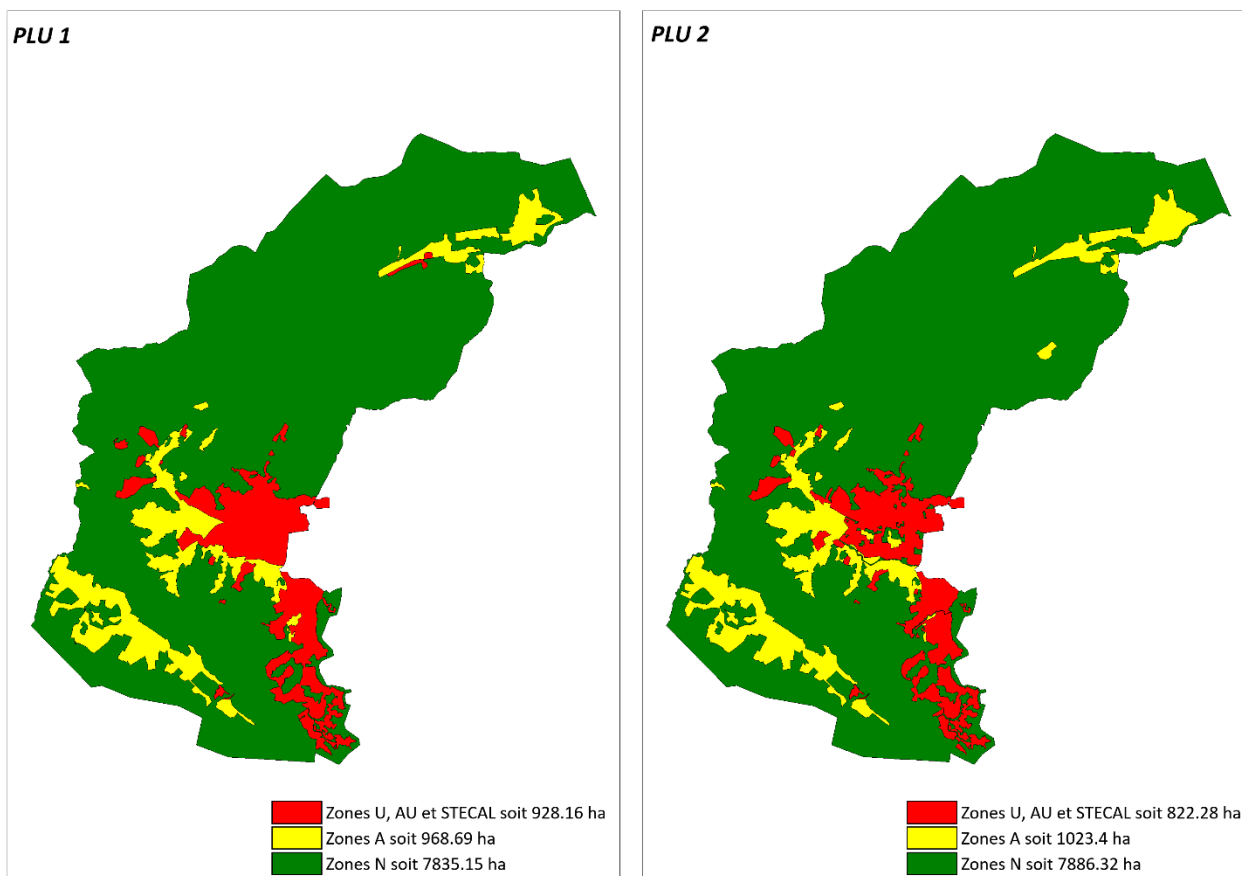 PLU 1
Zones U, AU et STECAL soit 928.16 ha
Zones A soit 968.69 ha
Zones N soit 7835.15 ha
PLU 2
Zones U, AU et STECAL soit 822.28 ha
Zones A soit 1023.4 ha
Zones N soit 7886.32 ha